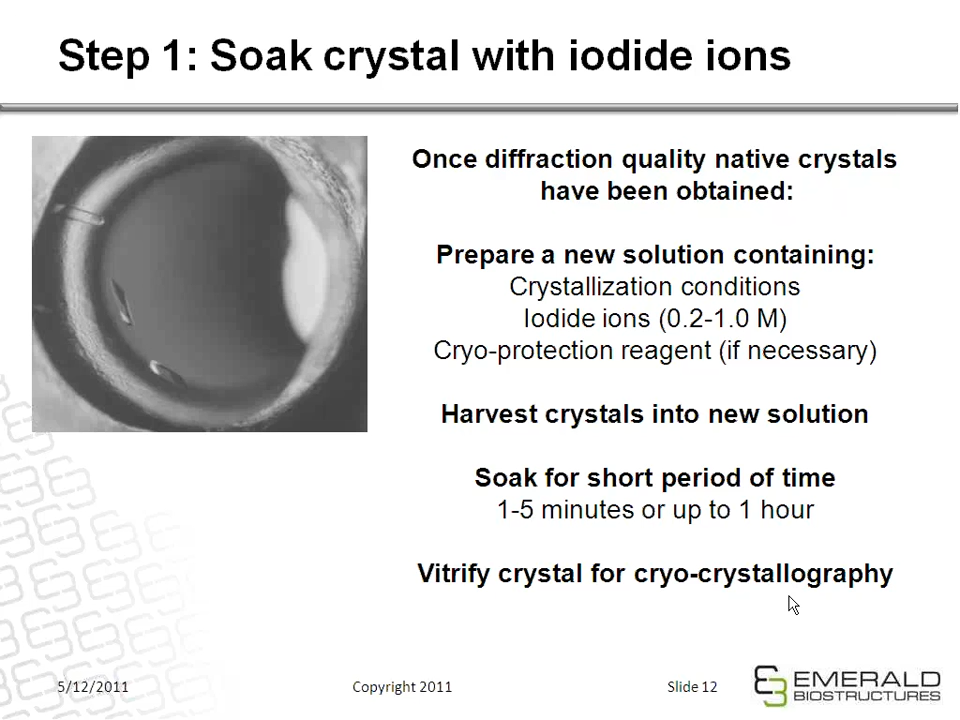 Step 1: Soak crystal with iodide ions
Once diffraction quality native crystals
have been obtained:
Prepare a new solution containing:
Crystallization conditions
Iodide ions (0.2-1.0 M)
Cryo-protection reagent (if necessary)
Harvest crystals into new solution
Soak for short period of time
1-5 minutes or up to 1 hour
Vitrify crystal for cryo-crystallography
5/12/2011
Copyright 2011
Slide 12
EMERALD
BIOSTRUCTURES